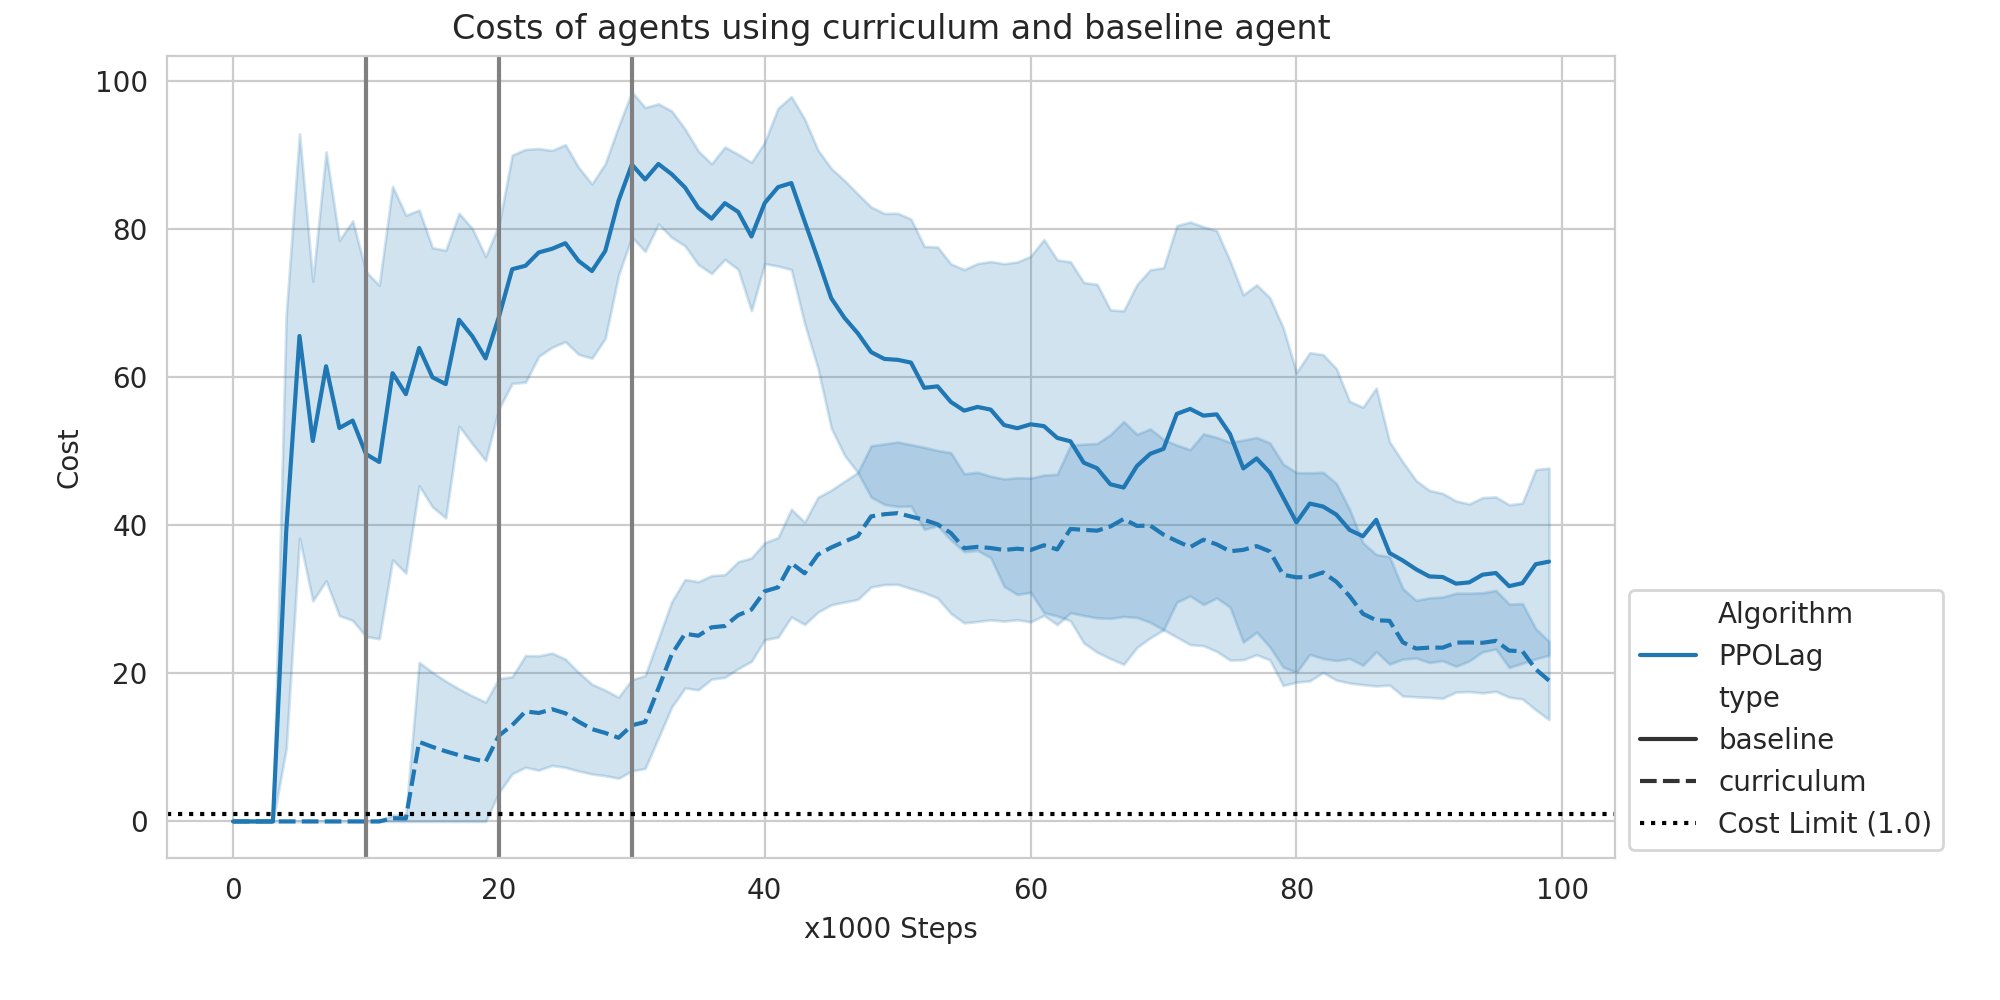 Costs of agents using curriculum and baseline agent
100
80
60
40
20
0
Cost
0 20 40 60 80 100
x1000 Steps
Algorithm
PPOLag
type
baseline
curriculum
Cost Limit (1.0)